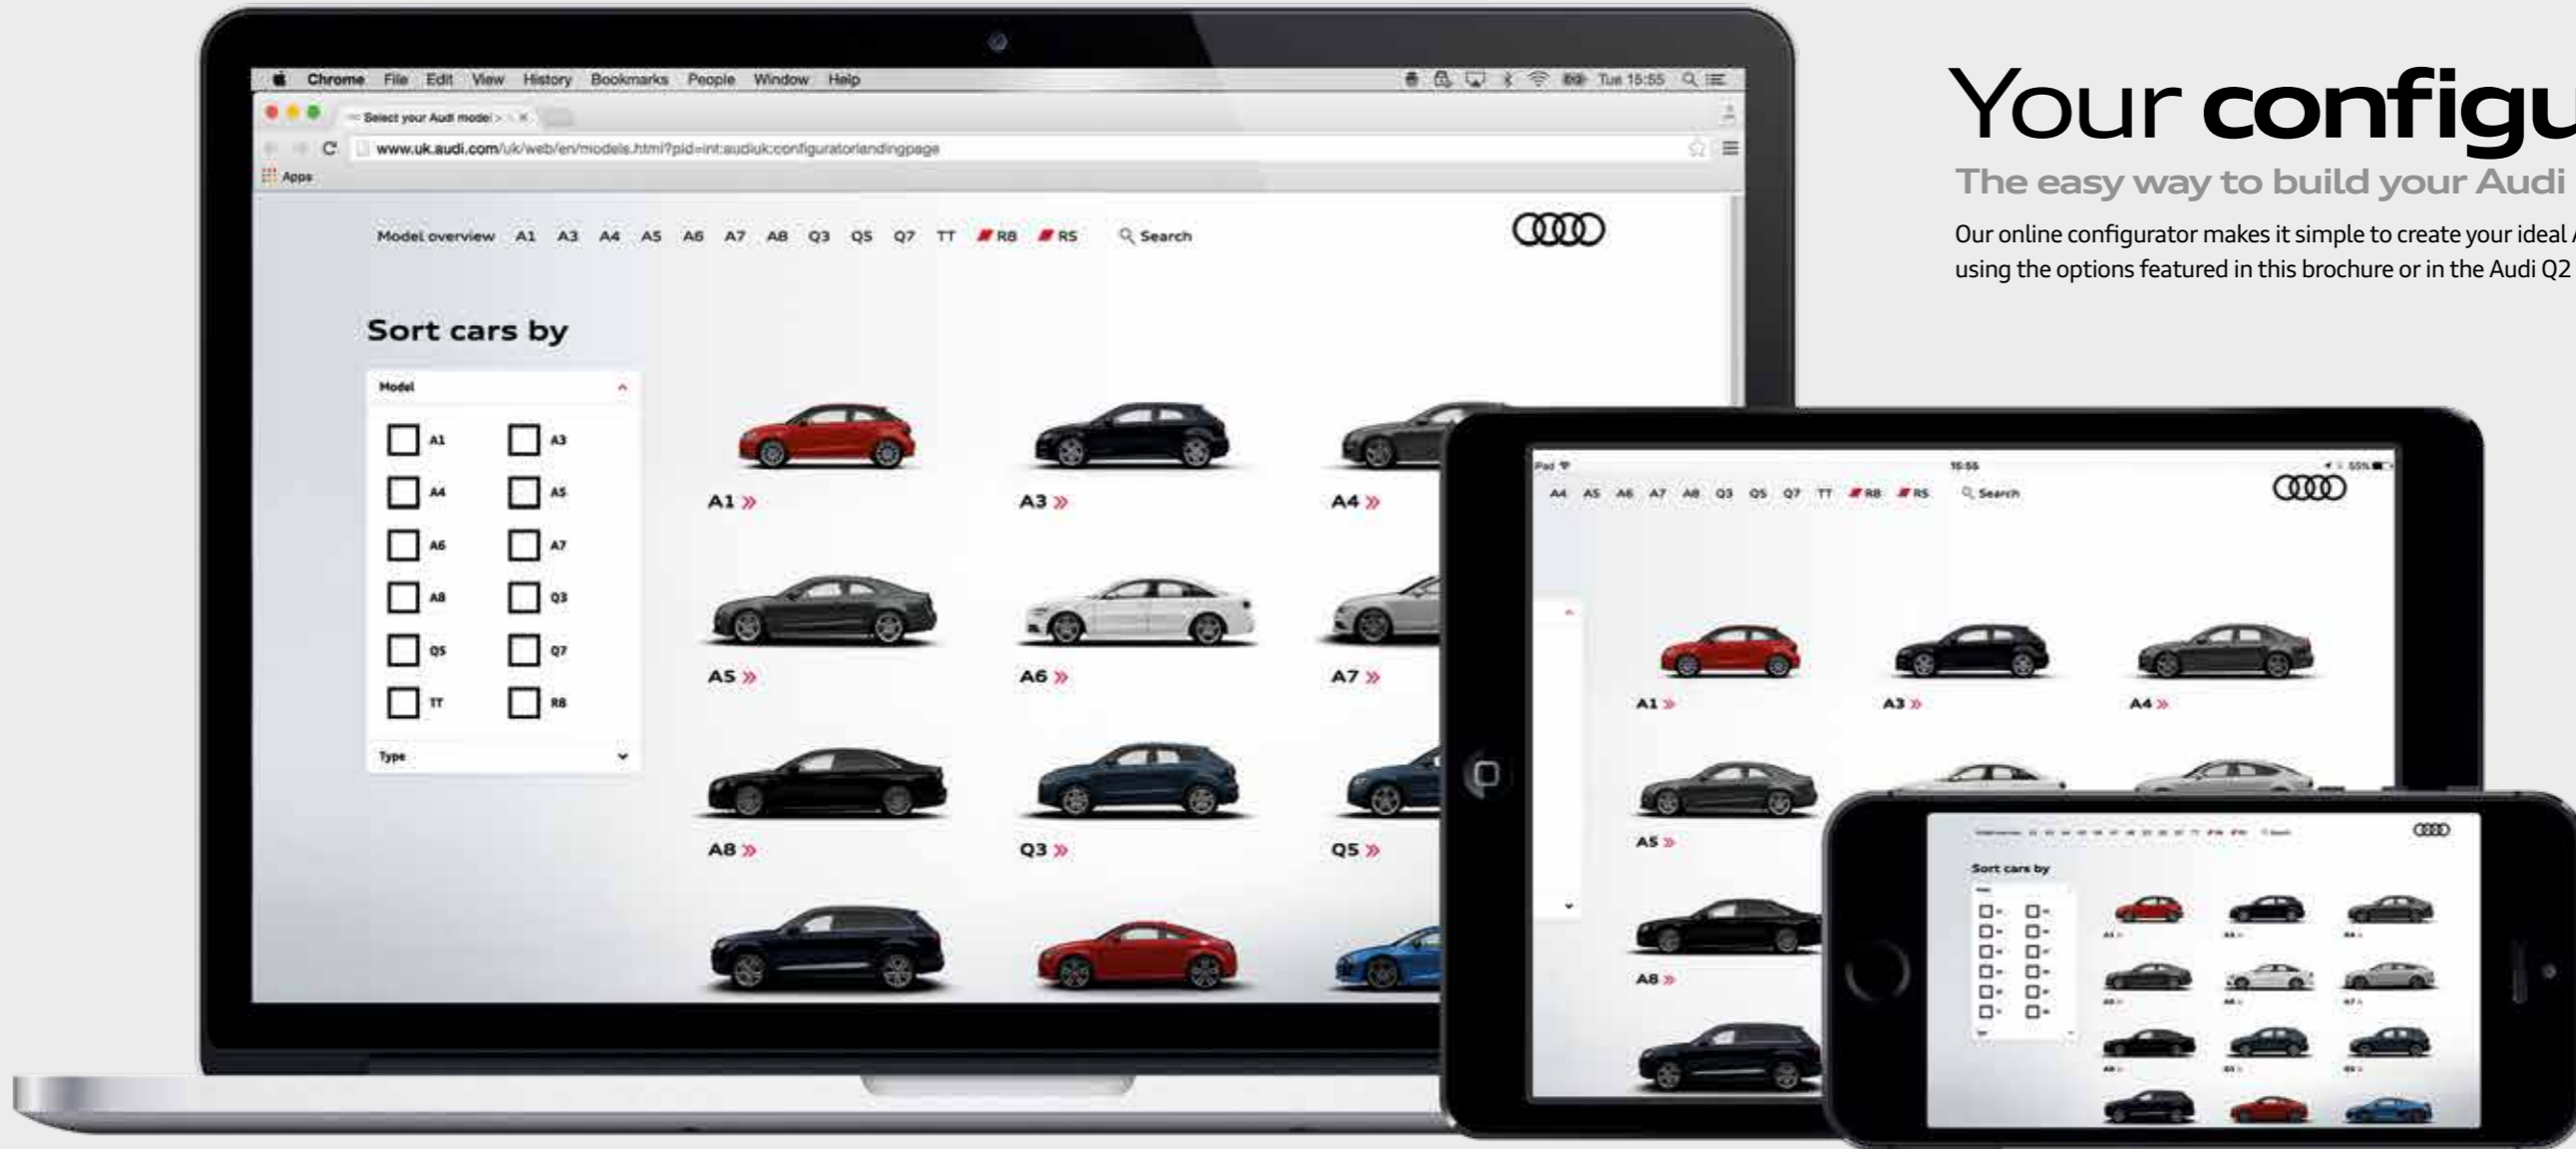 Chrome File Edit View History Bookmarks People Window Help Tue 15:55
Select your Audi model >
www.uk.audi.com/uk/web/en/models.html?pid=int:audiuk:configuratorlandingpage
Apps
Model overview A1 A3 A4 A5 A6 A7 A8 Q3 Q5 Q7 TT R8 RS Search
Sort cars by
Model
A1 A3
A4 A5
A6 A7
A8 Q3
Q5 Q7
TT R8
Type
A1 A3 A4
A5 A6 A7
A8 Q3 Q5
Your configu
The easy way to build your Audi
Our online configurator makes it simple to create your ideal A
using the options featured in this brochure or in the Audi Q2
iPad 15:55 55%
A4 A5 A6 A7 A8 Q3 Q5 Q7 TT R8 RS Search
A1 A3 A4
A5
A8
Sort cars by